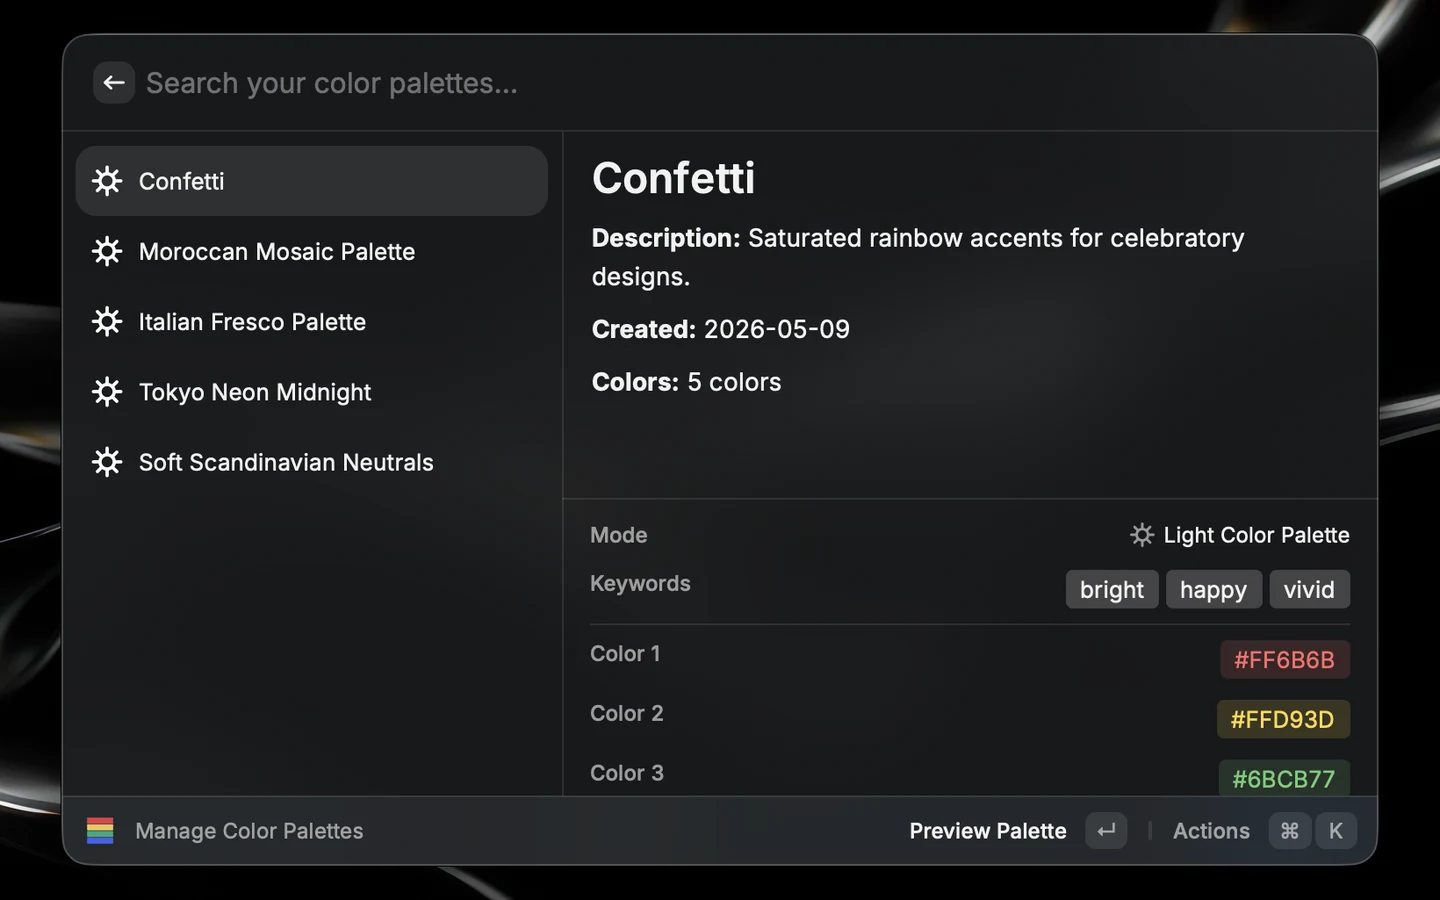 Search your color palettes...
Confetti
Moroccan Mosaic Palette
Italian Fresco Palette
Tokyo Neon Midnight
Soft Scandinavian Neutrals
Confetti
Description: Saturated rainbow accents for celebratory
designs.
Created: 2026-05-09
Colors: 5 colors
Mode Light Color Palette
Keywords bright happy vivid
Color 1 #FF6B6B
Color 2 #FFD93D
Color 3 #6BCB77
Manage Color Palettes Preview Palette ↵ Actions ⌘ K